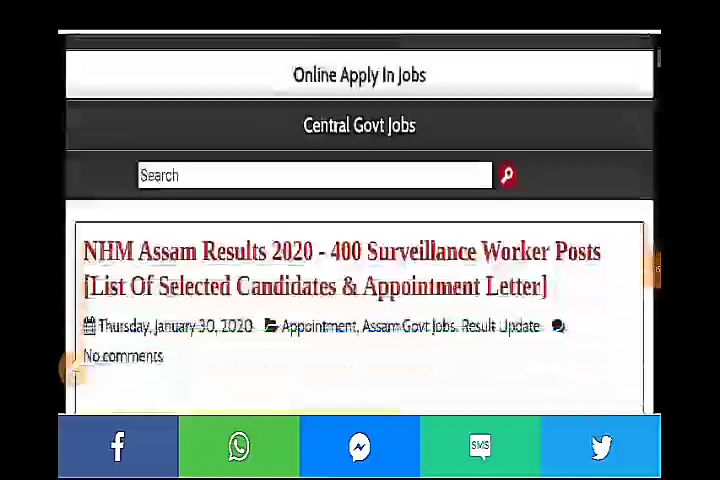 Online Apply In Jobs
Central Govt Jobs
Search
NHM Assam Results 2020 - 400 Surveillance Worker Posts
[List Of Selected Candidates & Appointment Letter]
Thursday, January 30, 2020 Appointment, Assam Govt Jobs, Result Update
No comments
SMS